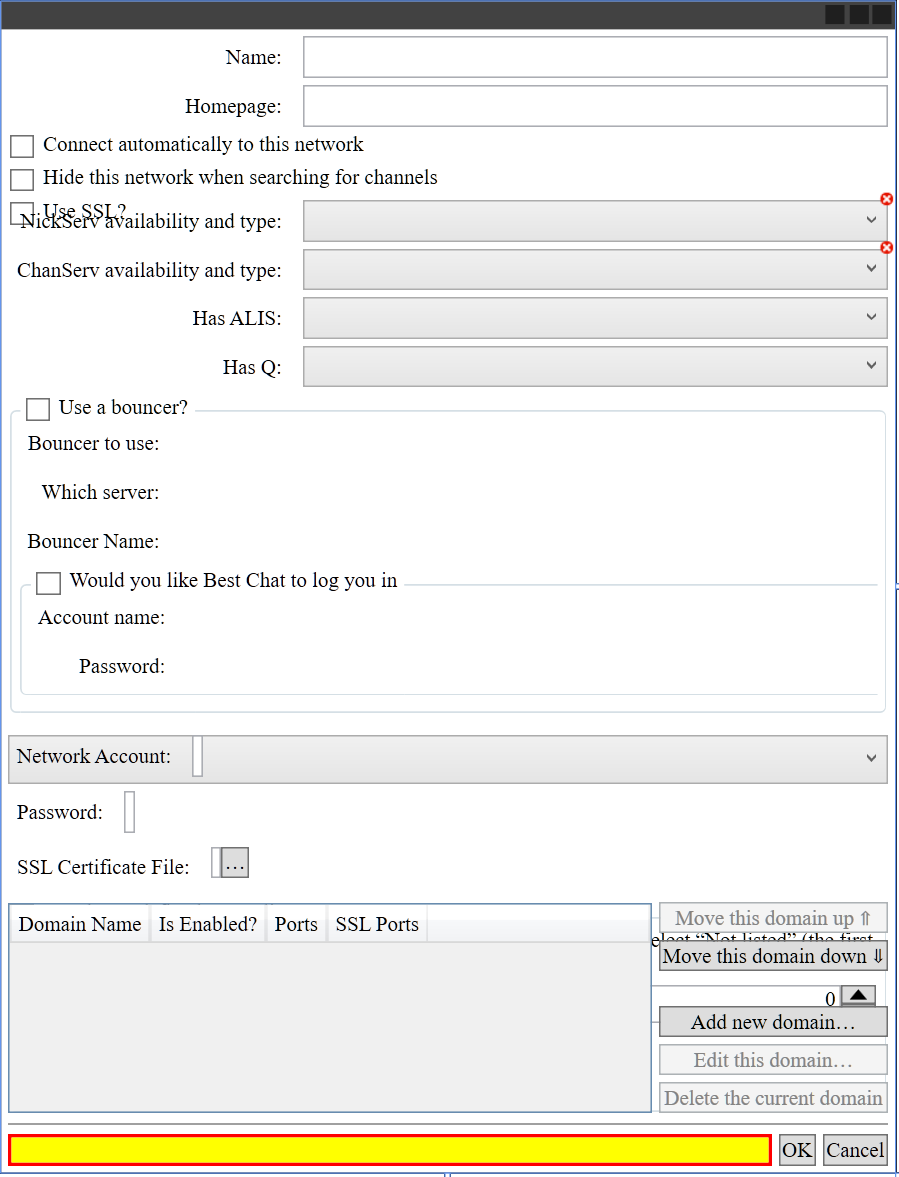 Name:
Homepage:
Connect automatically to this network
Hide this network when searching for channels
Use SSL?
NickServ availability and type:
ChanServ availability and type:
Has ALIS:
Has Q:
Use a bouncer?
Bouncer to use:
Which server:
Bouncer Name:
Would you like Best Chat to log you in
Account name:
Password:
Network Account:
Password:
SSL Certificate File:
...
Domain Name Is Enabled? Ports SSL Ports
Move this domain up ⇑
elect “Not listed” (the first
Move this domain down ⇓
0
Add new domain…
Edit this domain…
Delete the current domain
OK Cancel